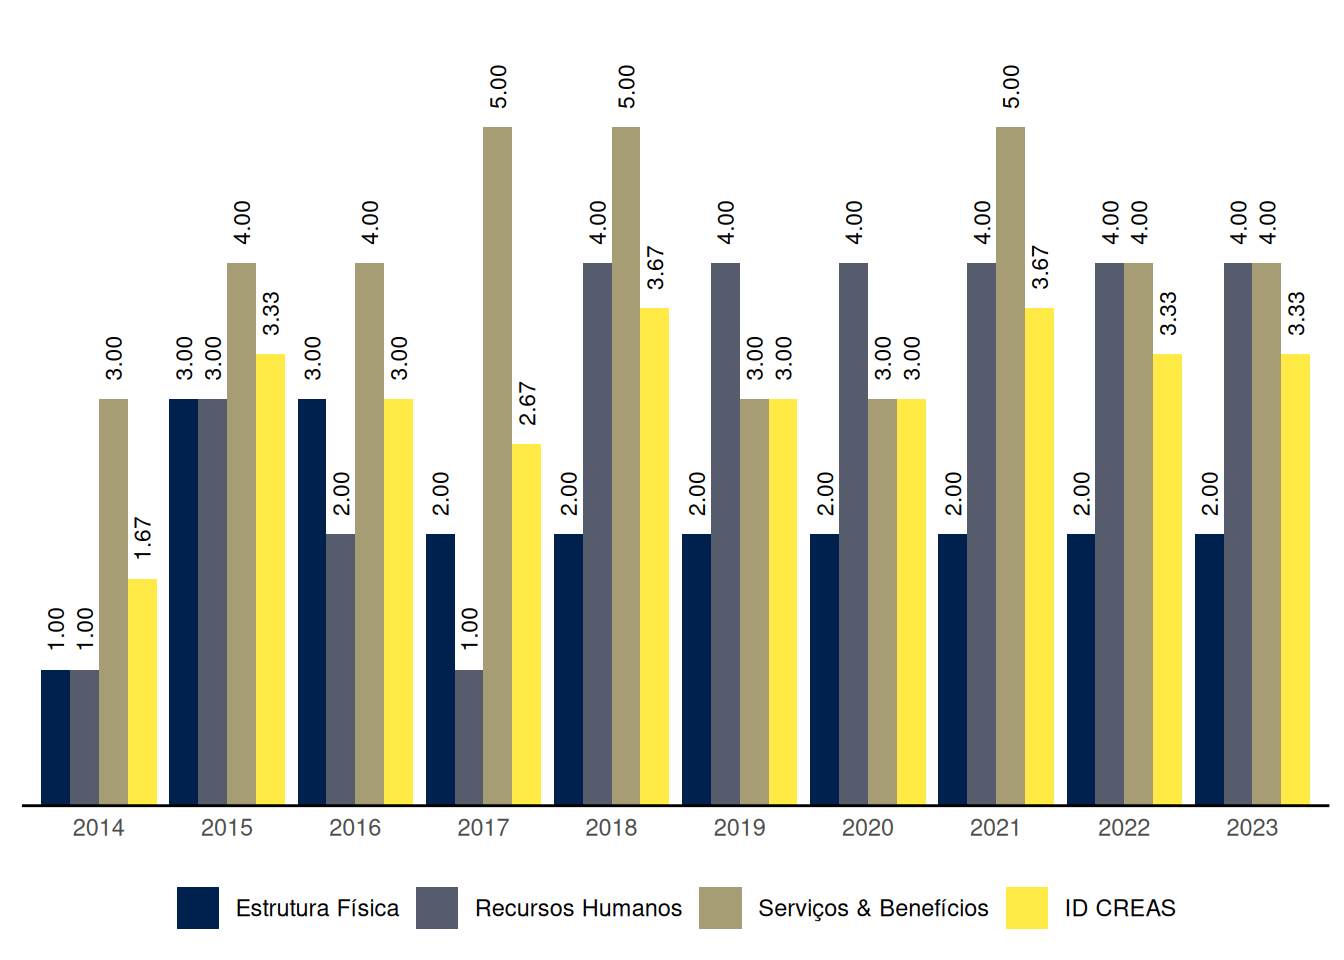 5.00 5.00 5.00
4.00 4.00 4.00 4.00 4.00 4.00 4.00 4.00 4.00 4.00
3.67 3.67
3.33 3.33 3.33
3.00 3.00 3.00 3.00 3.00 3.00 3.00 3.00 3.00
2.67
2.00 2.00 2.00 2.00 2.00 2.00 2.00 2.00
1.67
1.00 1.00 1.00
2014 2015 2016 2017 2018 2019 2020 2021 2022 2023
Estrutura Física Recursos Humanos Serviços & Benefícios ID CREAS